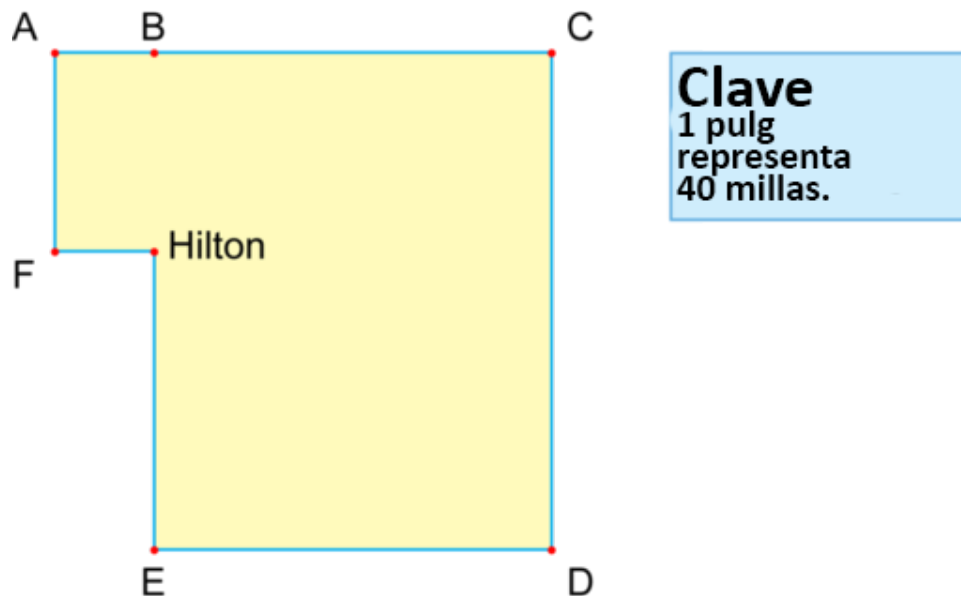 A B C
Clave
1 pulg
representa
40 millas.
Hilton
F
E D